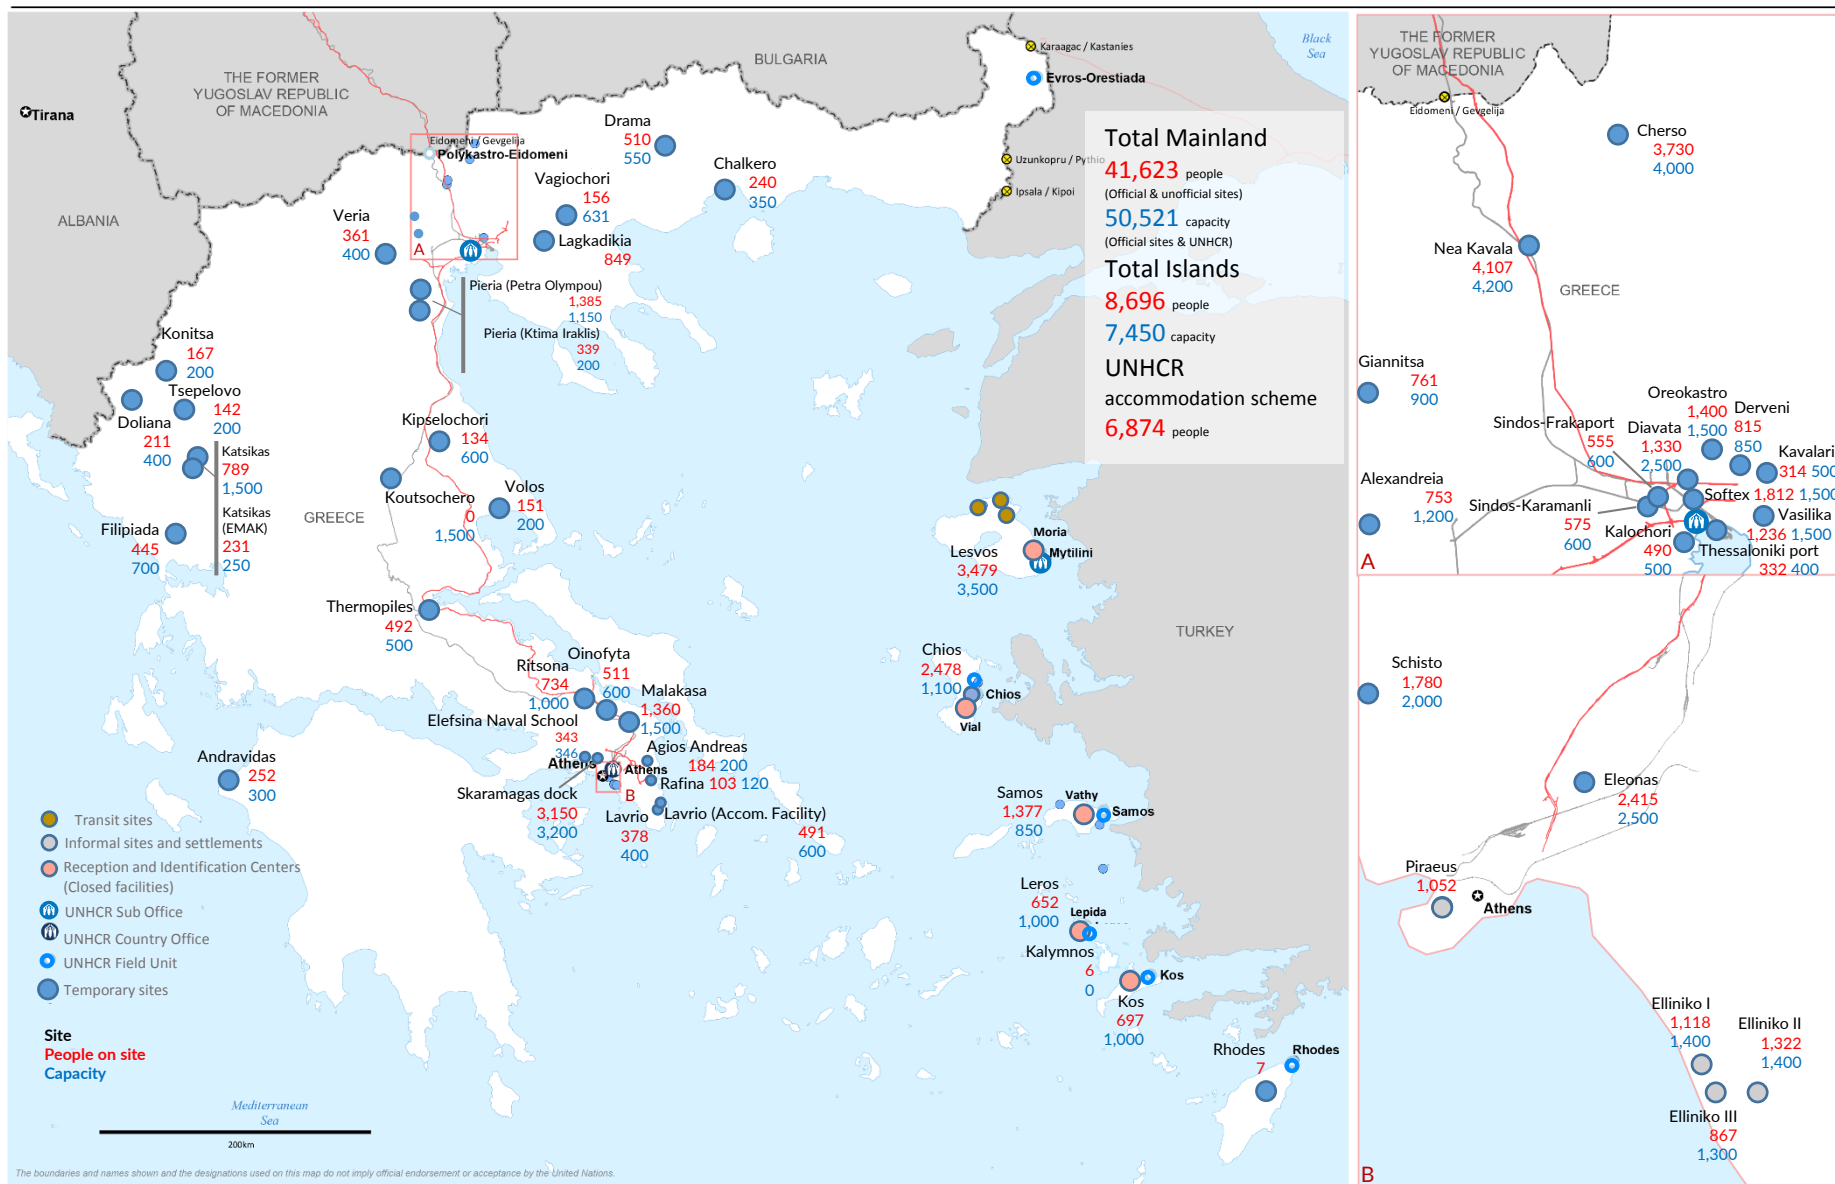 Black
Sea
BULGARIA
THE FORMER
YUGOSLAV REPUBLIC
OF MACEDONIA
Tirana
ALBANIA
Karaagac / Kastanies
Evros-Orestiada
Uzunkopru / Pythio
Ipsala / Kipoi
Eidomeni / Gevgelija
Polykastro-Eidomeni
A
Drama
510
550
Chalkero
240
350
Vagiochori
156
631
Lagkadikia
849
Veria
361
400
Pieria (Petra Olympou)
1,385
1,150
Pieria (Ktima Iraklis)
339
200
Total Mainland
41,623 people
(Official & unofficial sites)
50,521 capacity
(Official sites & UNHCR)
Total Islands
8,696 people
7,450 capacity
UNHCR
accommodation scheme
6,874 people
Konitsa
167
200
Tsepelovo
142
200
Doliana
211
400
Katsikas
789
1,500
Katsikas
(EMAK)
231
250
Filipiada
445
700
GREECE
Kipselochori
134
600
Koutsochero
0
1,500
Volos
151
200
Thermopiles
492
500
Ritsona
734
1,000
Oinofyta
511
600
Malakasa
1,360
1,500
Elefsina Naval School
343
346
Athens
Athens
B
Agios Andreas
184 200
Rafina 103 120
Skaramagas dock
3,150
3,200
Lavrio
378
400
Lavrio (Accom. Facility)
491
600
Andravidas
252
300
Moria
Mytilini
Lesvos
3,479
3,500
TURKEY
Chios
2,478
1,100
Chios
Vial
Samos
1,377
850
Vathy
Samos
Leros
652
1,000
Lepida
Kalymnos
6
0
Kos
Kos
697
1,000
Rhodes
7
Rhodes
Transit sites
Informal sites and settlements
Reception and Identification Centers
(Closed facilities)
UNHCR Sub Office
UNHCR Country Office
UNHCR Field Unit
Temporary sites
Site
People on site
Capacity
Mediterranean
Sea
200km
The boundaries and names shown and the designations used on this map do not imply official endorsement or acceptance by the United Nations.
THE FORMER
YUGOSLAV REPUBLIC
OF MACEDONIA
Eidomeni / Gevgelija
Cherso
3,730
4,000
Nea Kavala
4,107
4,200
GREECE
Giannitsa
761
900
Alexandreia
753
1,200
Sindos-Frakaport
555
600
Oreokastro
1,400
1,500
Diavata
1,330
2,500
Derveni
815
850
Kavalari
314 500
Softex 1,812 1,500
Sindos-Karamanli
575
600
Vasilika
1,236 1,500
Kalochori
490
500
Thessaloniki port
332 400
A
Schisto
1,780
2,000
Eleonas
2,415
2,500
Piraeus
1,052
Athens
Elliniko I
1,118
1,400
Elliniko II
1,322
1,400
Elliniko III
867
1,300
B